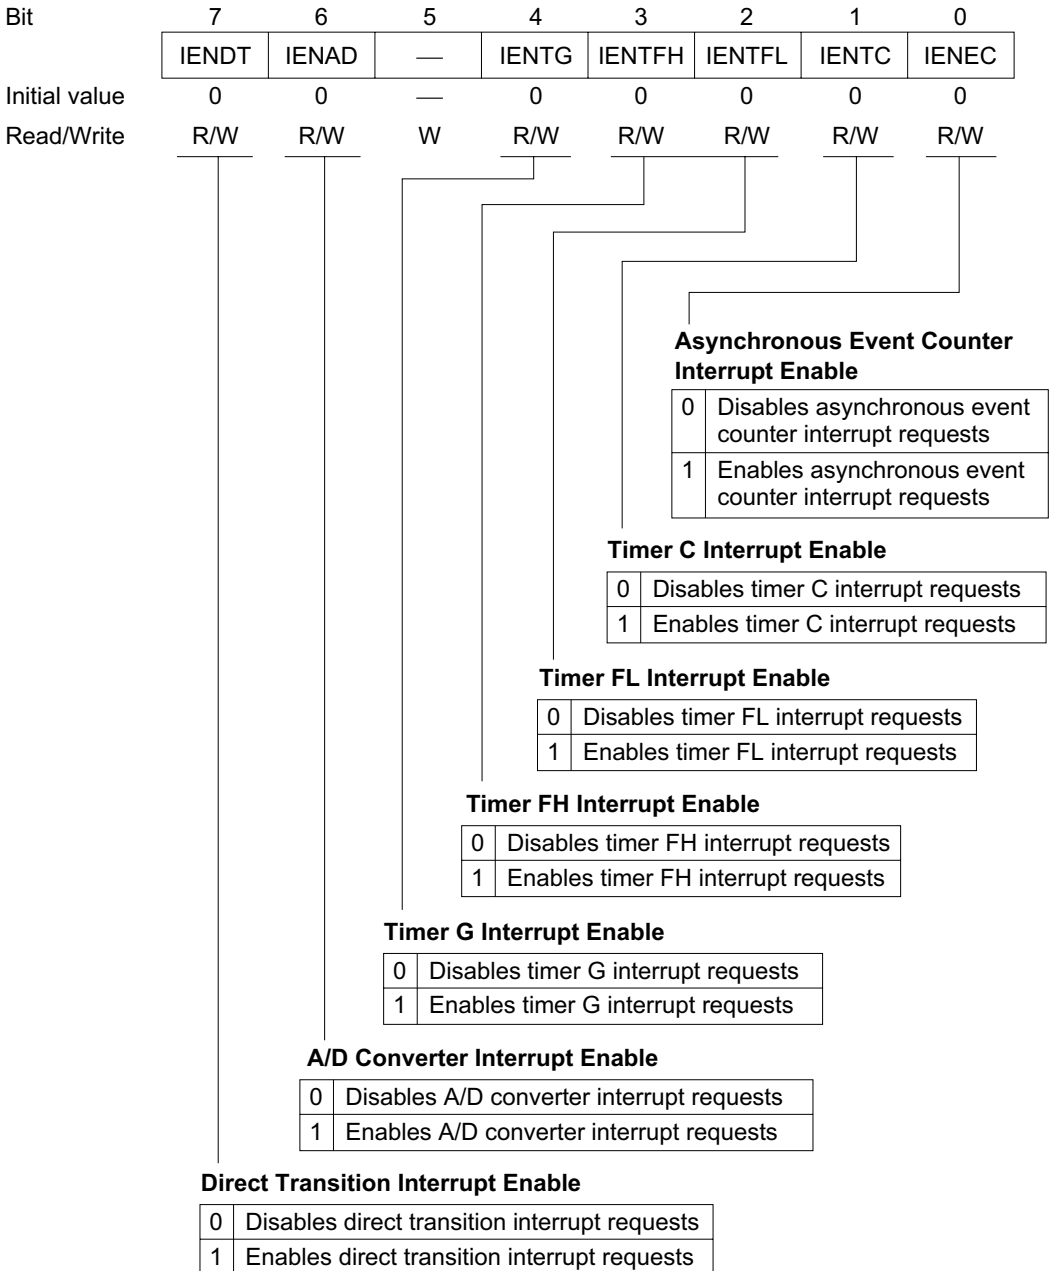 Bit 7 6 5 4 3 2 1 0
IENDT IENAD — IENTG IENTFH IENTFL IENTC IENEC
Initial value 0 0 — 0 0 0 0 0
Read/Write R/W R/W W R/W R/W R/W R/W R/W
Asynchronous Event Counter
Interrupt Enable
0 Disables asynchronous event
counter interrupt requests
1 Enables asynchronous event
counter interrupt requests
Timer C Interrupt Enable
0 Disables timer C interrupt requests
1 Enables timer C interrupt requests
Timer FL Interrupt Enable
0 Disables timer FL interrupt requests
1 Enables timer FL interrupt requests
Timer FH Interrupt Enable
0 Disables timer FH interrupt requests
1 Enables timer FH interrupt requests
Timer G Interrupt Enable
0 Disables timer G interrupt requests
1 Enables timer G interrupt requests
A/D Converter Interrupt Enable
0 Disables A/D converter interrupt requests
1 Enables A/D converter interrupt requests
Direct Transition Interrupt Enable
0 Disables direct transition interrupt requests
1 Enables direct transition interrupt requests